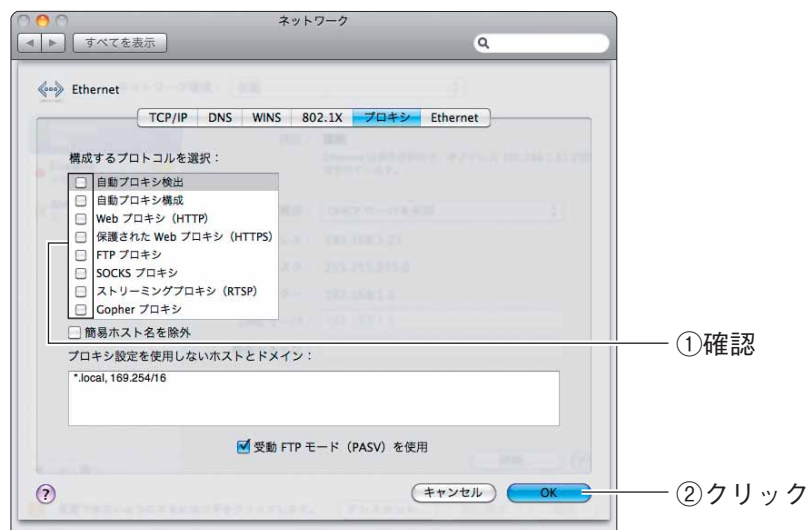 ネットワーク
すべてを表示
Ethernet
TCP/IP DNS WINS 802.1X プロキシ Ethernet
構成するプロトコルを選択：
自動プロキシ検出
自動プロキシ構成
Web プロキシ（HTTP）
保護された Web プロキシ（HTTPS）
FTP プロキシ
SOCKS プロキシ
ストリーミングプロキシ（RTSP）
Gopher プロキシ
簡易ホスト名を除外
①確認
プロキシ設定を使用しないホストとドメイン：
*.local, 169.254/16
受動 FTP モード（PASV）を使用
?
キャンセル
OK
②クリック